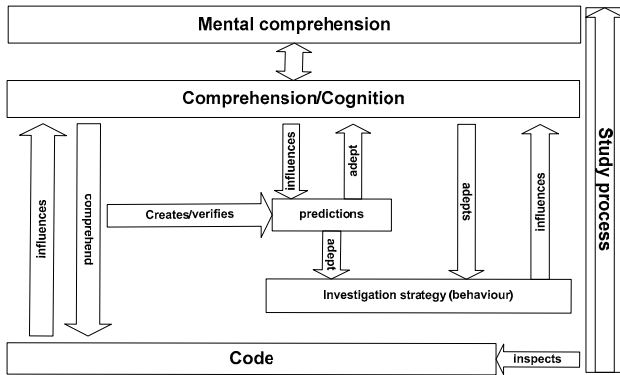 Mental comprehension
Comprehension/Cognition
influences
comprehend
Creates/verifies
influences
adept
predictions
adept
adepts
influences
Investigation strategy (behaviour)
Code
inspects
Study process